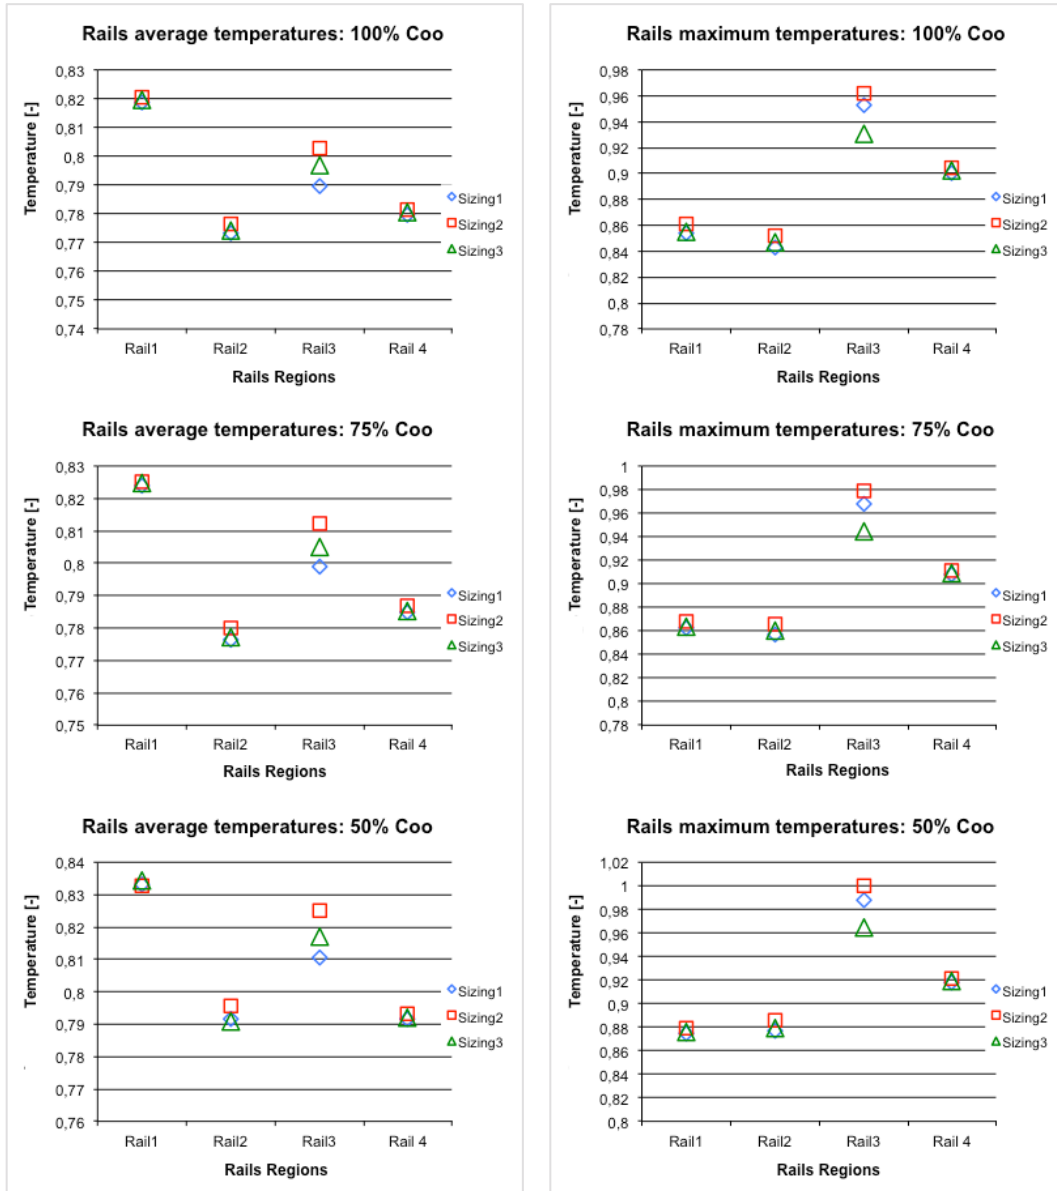 Rails average temperatures: 100% Coo
Temperature [-]
0,83
0,82
0,81
0,8
0,79
0,78
0,77
0,76
0,75
0,74
Rail1 Rail2 Rail3 Rail 4
Rails Regions
Sizing1
Sizing2
Sizing3
Rails maximum temperatures: 100% Coo
Temperature [-]
0,98
0,96
0,94
0,92
0,9
0,88
0,86
0,84
0,82
0,8
0,78
Rail1 Rail2 Rail3 Rail 4
Rails Regions
Sizing1
Sizing2
Sizing3
Rails average temperatures: 75% Coo
Temperature [-]
0,83
0,82
0,81
0,8
0,79
0,78
0,77
0,76
0,75
Rail1 Rail2 Rail3 Rail 4
Rails Regions
Sizing1
Sizing2
Sizing3
Rails maximum temperatures: 75% Coo
Temperature [-]
1
0,98
0,96
0,94
0,92
0,9
0,88
0,86
0,84
0,82
0,8
0,78
Rail1 Rail2 Rail3 Rail 4
Rails Regions
Sizing1
Sizing2
Sizing3
Rails average temperatures: 50% Coo
Temperature [-]
0,84
0,83
0,82
0,81
0,8
0,79
0,78
0,77
0,76
Rail1 Rail2 Rail3 Rail 4
Rails Regions
Sizing1
Sizing2
Sizing3
Rails maximum temperatures: 50% Coo
Temperature [-]
1,02
1
0,98
0,96
0,94
0,92
0,9
0,88
0,86
0,84
0,82
0,8
Rail1 Rail2 Rail3 Rail 4
Rails Regions
Sizing1
Sizing2
Sizing3